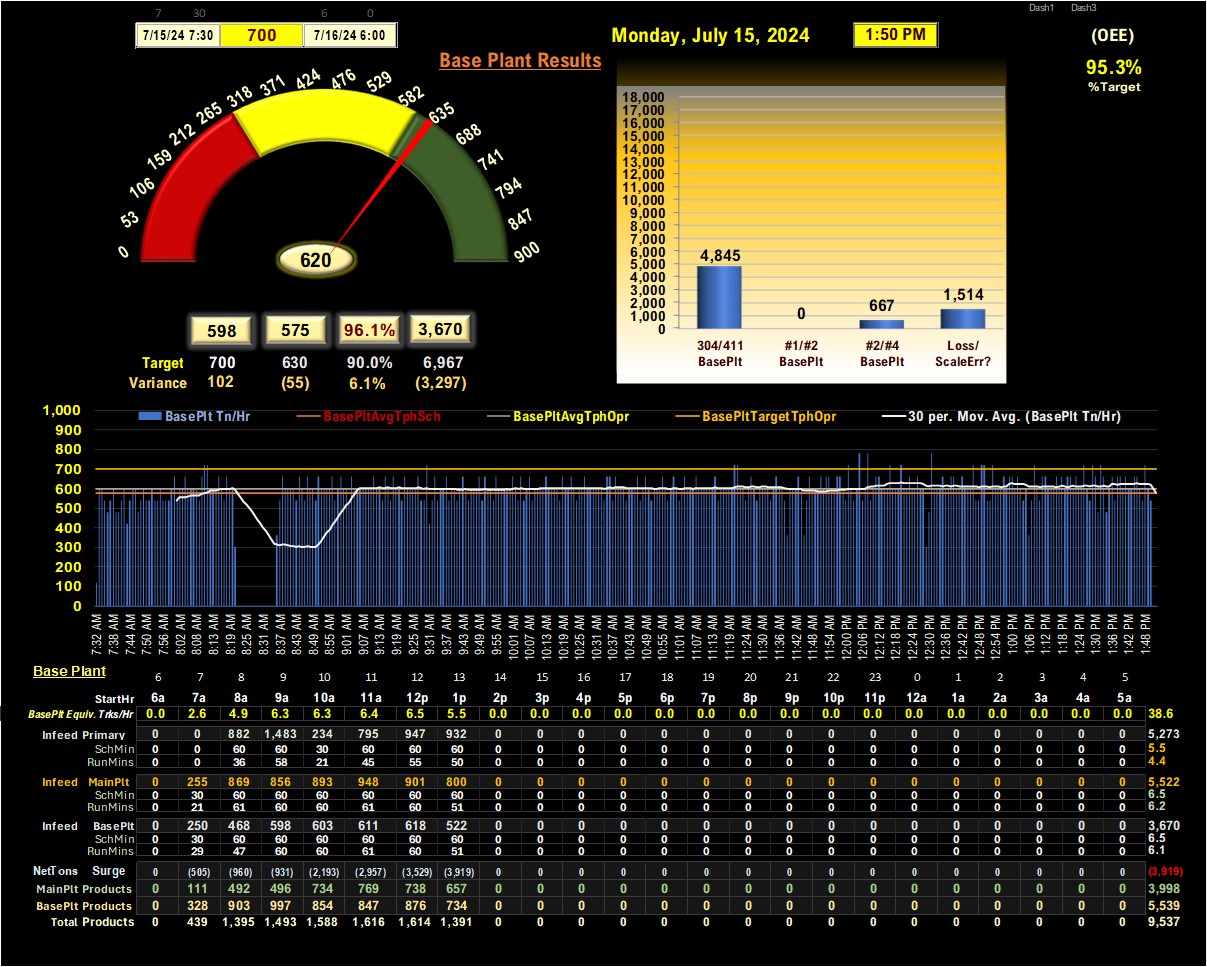 7 30 6 0 Dash1 Dash3
7/15/24 7:30 700 7/16/24 6:00 Monday, July 15, 2024 1:50 PM (OEE)
Base Plant Results
95.3%
%Target
0 53 106 159 212 265 318 371 424 476 529 582 635 688 741 794 847 900
620
18,000
17,000
16,000
15,000
14,000
13,000
12,000
11,000
10,000
9,000
8,000
7,000
6,000
5,000
4,000
3,000
2,000
1,000
0
4,845 0 667 1,514
304/411 #1/#2 #2/#4 Loss/
BasePlt BasePlt BasePlt ScaleErr?
598 575 96.1% 3,670
Target 700 630 90.0% 6,967
Variance 102 (55) 6.1% (3,297)
BasePlt Tn/Hr BasePltAvgTphSch BasePltAvgTphOpr BasePltTargetTphOpr 30 per. Mov. Avg. (BasePlt Tn/Hr)
1,000
900
800
700
600
500
400
300
200
100
0
7:32 AM 7:38 AM 7:44 AM 7:50 AM 7:56 AM 8:02 AM 8:08 AM 8:13 AM 8:19 AM 8:25 AM 8:31 AM 8:37 AM 8:43 AM 8:49 AM 8:55 AM 9:01 AM 9:07 AM 9:13 AM 9:19 AM 9:25 AM 9:31 AM 9:37 AM 9:43 AM 9:49 AM 9:55 AM 10:01 AM 10:07 AM 10:13 AM 10:19 AM 10:25 AM 10:31 AM 10:37 AM 10:43 AM 10:49 AM 10:55 AM 11:01 AM 11:07 AM 11:13 AM 11:19 AM 11:24 AM 11:30 AM 11:36 AM 11:42 AM 11:48 AM 11:54 AM 12:00 PM 12:06 PM 12:12 PM 12:18 PM 12:24 PM 12:30 PM 12:36 PM 12:42 PM 12:48 PM 12:54 PM 1:00 PM 1:06 PM 1:12 PM 1:18 PM 1:24 PM 1:30 PM 1:36 PM 1:42 PM 1:48 PM
Base Plant 6 7 8 9 10 11 12 13 14 15 16 17 18 19 20 21 22 23 0 1 2 3 4 5
StartHr 6a 7a 8a 9a 10a 11a 12p 1p 2p 3p 4p 5p 6p 7p 8p 9p 10p 11p 12a 1a 2a 3a 4a 5a
BasePlt Equiv. Trks/Hr 0.0 2.6 4.9 6.3 6.3 6.4 6.5 5.5 0.0 0.0 0.0 0.0 0.0 0.0 0.0 0.0 0.0 0.0 0.0 0.0 0.0 0.0 0.0 0.0 38.6
Infeed Primary 0 0 882 1,483 234 795 947 932 0 0 0 0 0 0 0 0 0 0 0 0 0 0 0 0 5,273
SchMin 0 0 60 60 30 60 60 60 0 0 0 0 0 0 0 0 0 0 0 0 0 0 0 0 5.5
RunMins 0 0 36 58 21 45 55 50 0 0 0 0 0 0 0 0 0 0 0 0 0 0 0 0 4.4
Infeed MainPlt 0 255 869 856 893 948 901 800 0 0 0 0 0 0 0 0 0 0 0 0 0 0 0 0 5,522
SchMin 0 30 60 60 60 60 60 60 0 0 0 0 0 0 0 0 0 0 0 0 0 0 0 0 6.5
RunMins 0 21 61 60 60 61 60 51 0 0 0 0 0 0 0 0 0 0 0 0 0 0 0 0 6.2
Infeed BasePlt 0 250 468 598 603 611 618 522 0 0 0 0 0 0 0 0 0 0 0 0 0 0 0 0 3,670
SchMin 0 30 60 60 60 60 60 60 0 0 0 0 0 0 0 0 0 0 0 0 0 0 0 0 6.5
RunMins 0 29 47 60 60 61 60 51 0 0 0 0 0 0 0 0 0 0 0 0 0 0 0 0 6.1
NetTons Surge 0 (505) (960) (931) (2,193) (2,957) (3,529) (3,919) 0 0 0 0 0 0 0 0 0 0 0 0 0 0 0 0 (3,919)
MainPlt Products 0 111 492 496 734 769 738 657 0 0 0 0 0 0 0 0 0 0 0 0 0 0 0 0 3,998
BasePlt Products 0 328 903 997 854 847 876 734 0 0 0 0 0 0 0 0 0 0 0 0 0 0 0 0 5,539
Total Products 0 439 1,395 1,493 1,588 1,616 1,614 1,391 0 0 0 0 0 0 0 0 0 0 0 0 0 0 0 0 9,537